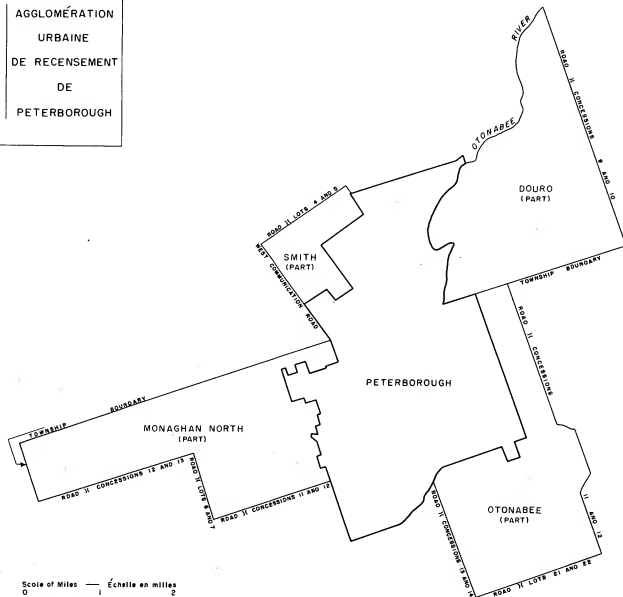 AGGLOMÉRATION
URBAINE
DE RECENSEMENT
DE
PETERBOROUGH
OTONABEE RIVER
ROAD )( CONCESSIONS 9 AND 10
DOURO
(PART)
ROAD )( LOTS 4 AND 5
SMITH
(PART)
WEST COMMUNICATION ROAD
TOWNSHIP BOUNDARY
ROAD )( CONCESSIONS 11 AND 12
PETERBOROUGH
TOWNSHIP BOUNDARY
MONAGHAN NORTH
(PART)
ROAD )( CONCESSIONS 12 AND 13
ROAD )( LOTS 6 AND 7
ROAD )( CONCESSIONS 11 AND 12
OTONABEE
(PART)
ROAD )( CONCESSIONS 13 AND 14
ROAD )( LOTS 21 AND 22
Scale of Miles — Échelle en milles
0 1 2